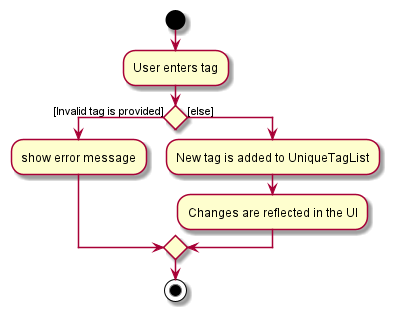 User enters tag
[Invalid tag is provided]
[else]
show error message
New tag is added to UniqueTagList
Changes are reflected in the UI